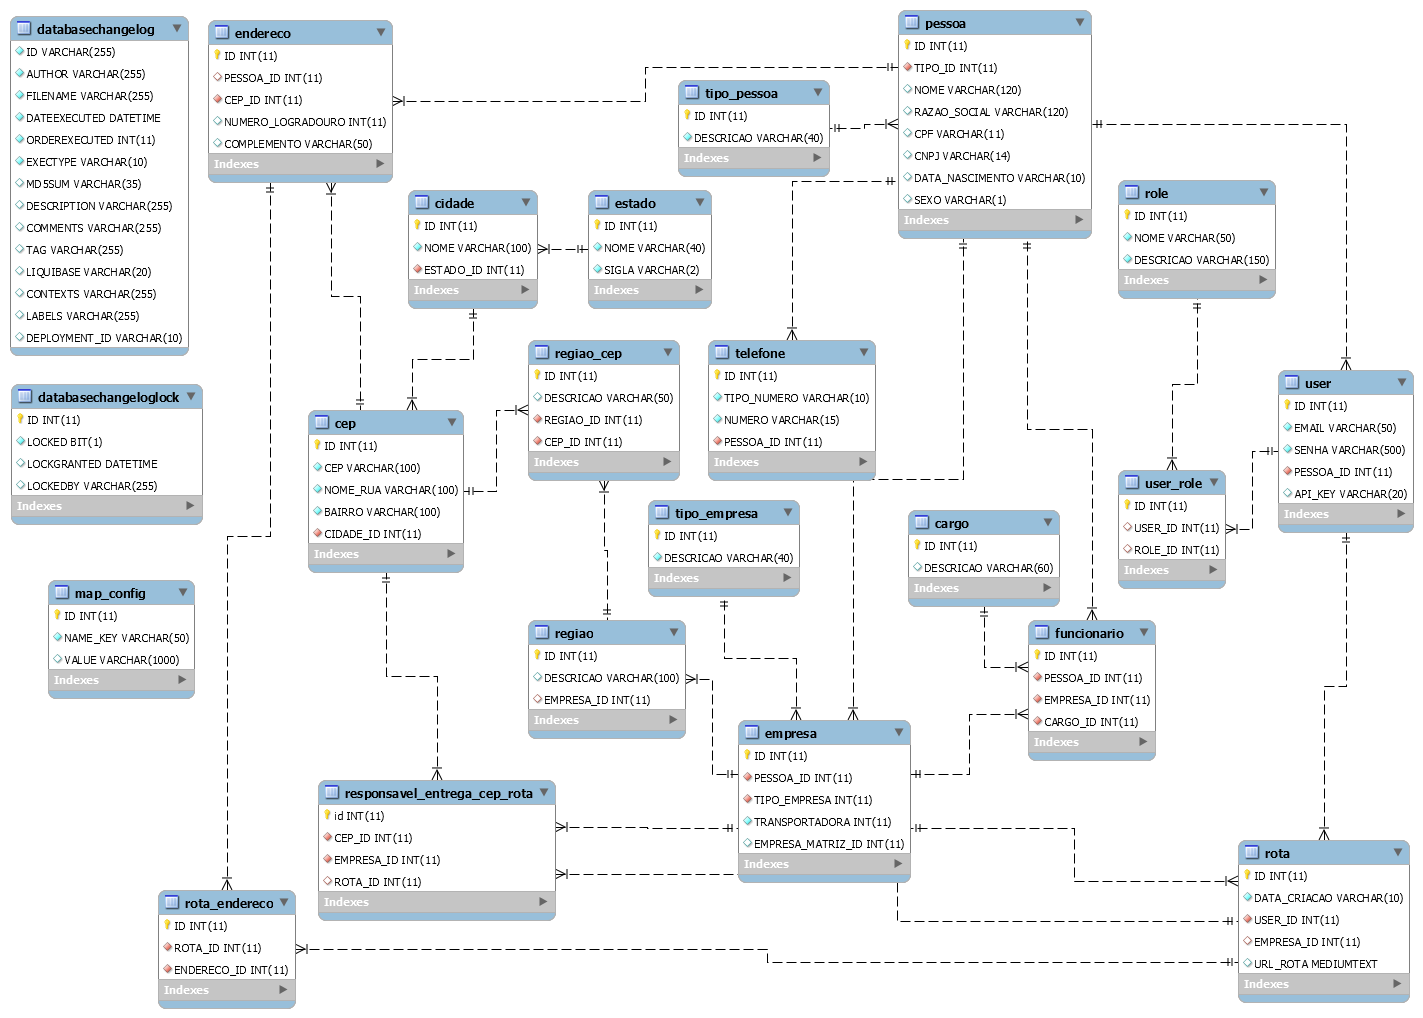 databasechangelog
ID VARCHAR(255)
AUTHOR VARCHAR(255)
FILENAME VARCHAR(255)
DATEEXECUTED DATETIME
ORDEREXECUTED INT(11)
EXECTYPE VARCHAR(10)
MD5SUM VARCHAR(35)
DESCRIPTION VARCHAR(255)
COMMENTS VARCHAR(255)
TAG VARCHAR(255)
LIQUIBASE VARCHAR(20)
CONTEXTS VARCHAR(255)
LABELS VARCHAR(255)
DEPLOYMENT_ID VARCHAR(10)
endereco
ID INT(11)
PESSOA_ID INT(11)
CEP_ID INT(11)
NUMERO_LOGRADOURO INT(11)
COMPLEMENTO VARCHAR(50)
Indexes
tipo_pessoa
ID INT(11)
DESCRICAO VARCHAR(40)
Indexes
pessoa
ID INT(11)
TIPO_ID INT(11)
NOME VARCHAR(120)
RAZAO_SOCIAL VARCHAR(120)
CPF VARCHAR(11)
CNPJ VARCHAR(14)
DATA_NASCIMENTO VARCHAR(10)
SEXO VARCHAR(1)
Indexes
cidade
ID INT(11)
NOME VARCHAR(100)
ESTADO_ID INT(11)
Indexes
estado
ID INT(11)
NOME VARCHAR(40)
SIGLA VARCHAR(2)
Indexes
role
ID INT(11)
NOME VARCHAR(50)
DESCRICAO VARCHAR(150)
Indexes
databasechangeloglock
ID INT(11)
LOCKED BIT(1)
LOCKGRANTED DATETIME
LOCKEDBY VARCHAR(255)
Indexes
cep
ID INT(11)
CEP VARCHAR(100)
NOME_RUA VARCHAR(100)
BAIRRO VARCHAR(100)
CIDADE_ID INT(11)
Indexes
regiao_cep
ID INT(11)
DESCRICAO VARCHAR(50)
REGIAO_ID INT(11)
CEP_ID INT(11)
Indexes
telefone
ID INT(11)
TIPO_NUMERO VARCHAR(10)
NUMERO VARCHAR(15)
PESSOA_ID INT(11)
Indexes
user
ID INT(11)
EMAIL VARCHAR(50)
SENHA VARCHAR(500)
PESSOA_ID INT(11)
API_KEY VARCHAR(20)
Indexes
user_role
ID INT(11)
USER_ID INT(11)
ROLE_ID INT(11)
Indexes
tipo_empresa
ID INT(11)
DESCRICAO VARCHAR(40)
Indexes
cargo
ID INT(11)
DESCRICAO VARCHAR(60)
Indexes
map_config
ID INT(11)
NAME_KEY VARCHAR(50)
VALUE VARCHAR(1000)
Indexes
regiao
ID INT(11)
DESCRICAO VARCHAR(100)
EMPRESA_ID INT(11)
Indexes
funcionario
ID INT(11)
PESSOA_ID INT(11)
EMPRESA_ID INT(11)
CARGO_ID INT(11)
Indexes
empresa
ID INT(11)
PESSOA_ID INT(11)
TIPO_EMPRESA INT(11)
TRANSPORTADORA INT(11)
EMPRESA_MATRIZ_ID INT(11)
Indexes
responsavel_entrega_cep_rota
id INT(11)
CEP_ID INT(11)
EMPRESA_ID INT(11)
ROTA_ID INT(11)
Indexes
rota_endereco
ID INT(11)
ROTA_ID INT(11)
ENDERECO_ID INT(11)
Indexes
rota
ID INT(11)
DATA_CRIACAO VARCHAR(10)
USER_ID INT(11)
EMPRESA_ID INT(11)
URL_ROTA MEDIUMTEXT
Indexes